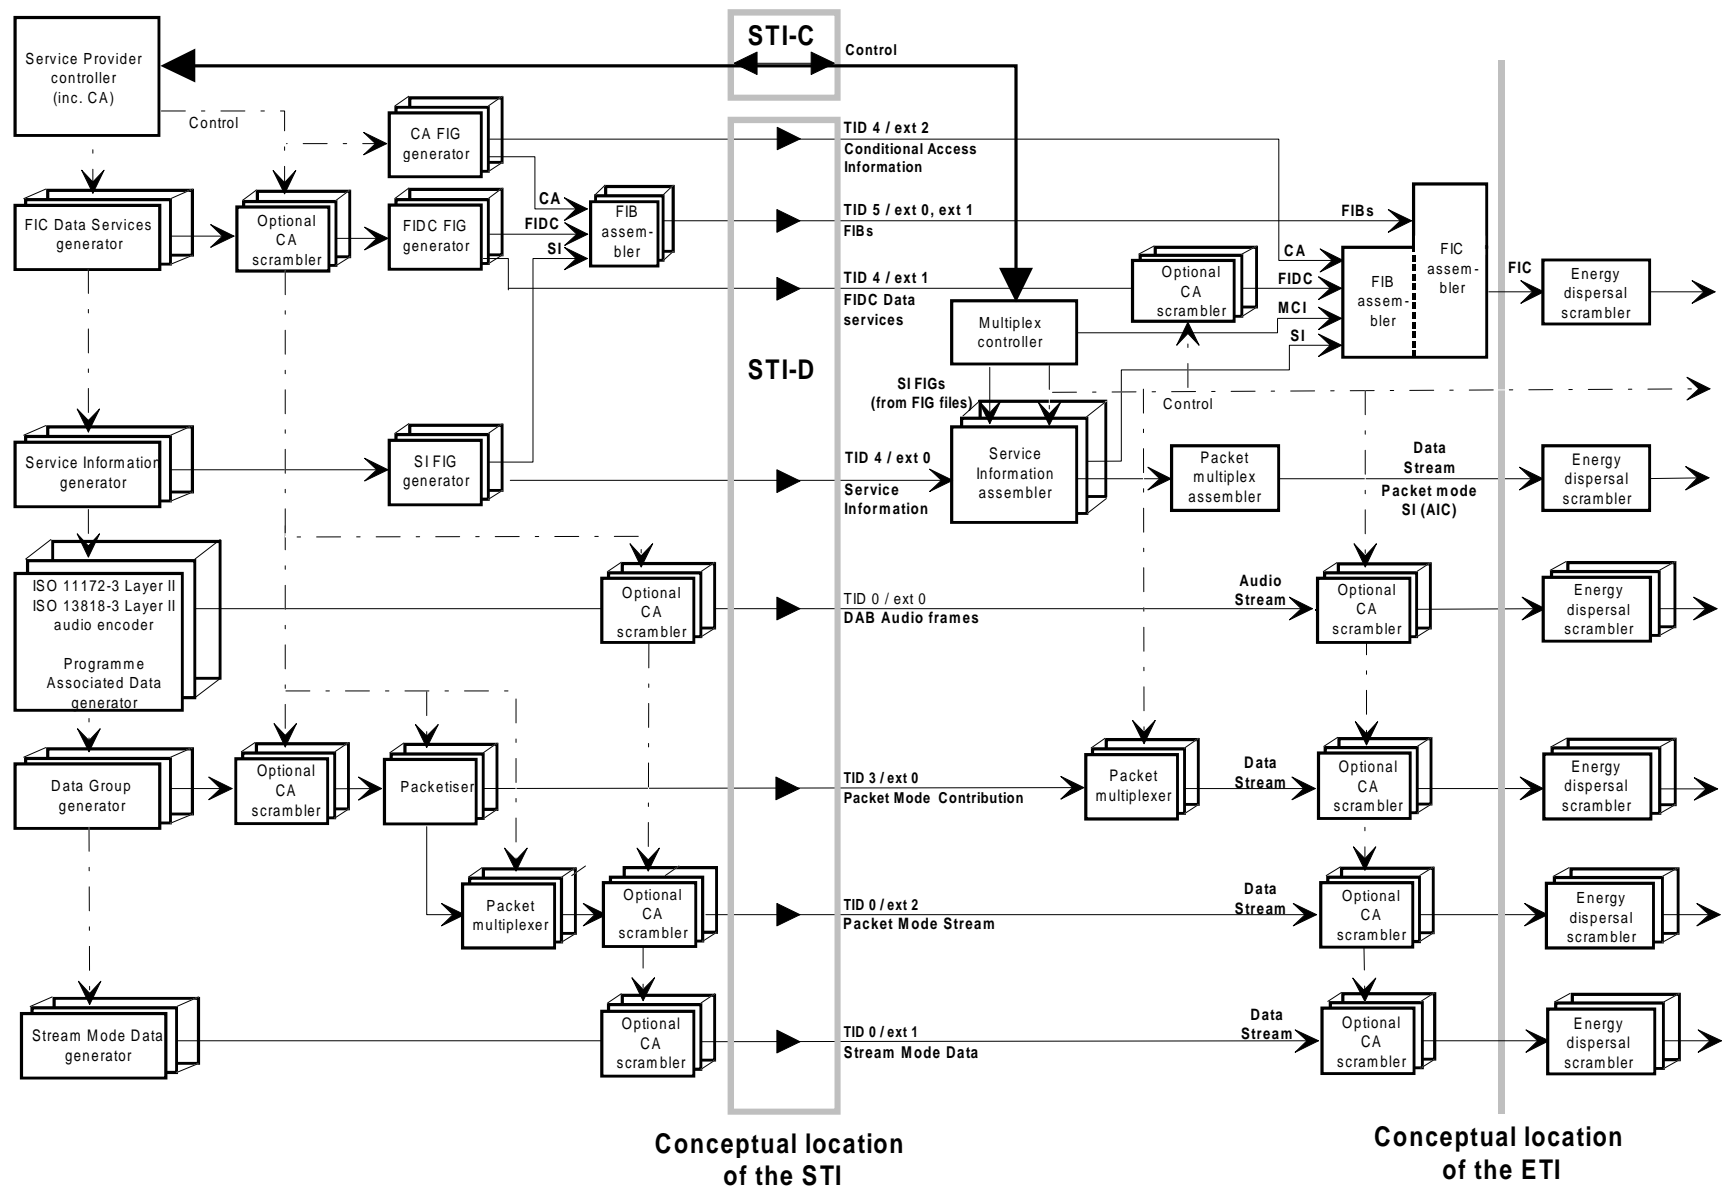 STI-C
Control
Service Provider
controller
(inc. CA)
Control
CA FIG
generator
TID 4 / ext 2
Conditional Access
Information
FIC Data Services
generator
Optional
CA
scrambler
FIDC FIG
generator
CA
FIDC
SI
FIB
assem-
bler
TID 5 / ext 0, ext 1
FIBs
FIBs
TID 4 / ext 1
FIDC Data
services
Optional
CA
scrambler
CA
FIDC
MCI
SI
FIB
assem-
bler
FIC
assem-
bler
FIC
Energy
dispersal
scrambler
Multiplex
controller
STI-D
SI FIGs
(from FIG files)
Control
Service Information
generator
SI FIG
generator
TID 4 / ext 0
Service
Information
Service
Information
assembler
Packet
multiplex
assembler
Data
Stream
Packet mode
SI (AIC)
Energy
dispersal
scrambler
ISO 11172-3 Layer II
ISO 13818-3 Layer II
audio encoder
Programme
Associated Data
generator
Optional
CA
scrambler
TID 0 / ext 0
DAB Audio frames
Audio
Stream
Optional
CA
scrambler
Energy
dispersal
scrambler
Data Group
generator
Optional
CA
scrambler
Packetiser
TID 3 / ext 0
Packet Mode Contribution
Packet
multiplexer
Data
Stream
Optional
CA
scrambler
Energy
dispersal
scrambler
Packet
multiplexer
Optional
CA
scrambler
TID 0 / ext 2
Packet Mode Stream
Data
Stream
Optional
CA
scrambler
Energy
dispersal
scrambler
Stream Mode Data
generator
Optional
CA
scrambler
TID 0 / ext 1
Stream Mode Data
Data
Stream
Optional
CA
scrambler
Energy
dispersal
scrambler
Conceptual location
of the STI
Conceptual location
of the ETI